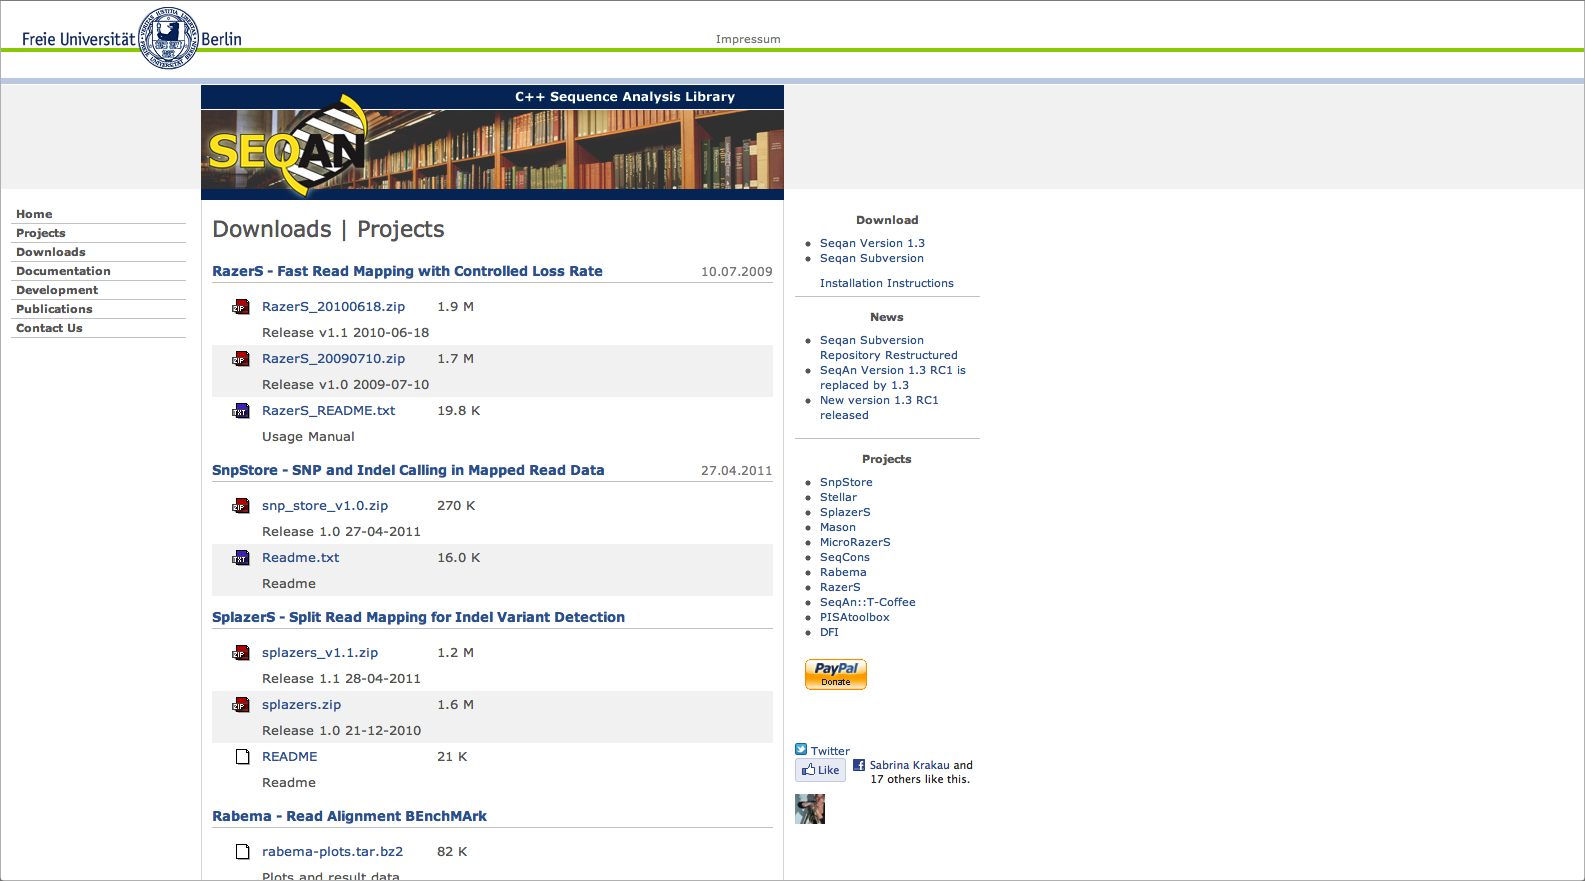 Freie Universität Berlin
Impressum
C++ Sequence Analysis Library
SEQAN
Home
Projects
Downloads
Documentation
Development
Publications
Contact Us
Downloads | Projects
RazerS - Fast Read Mapping with Controlled Loss Rate 10.07.2009
ZIP RazerS_20100618.zip 1.9 M
Release v1.1 2010-06-18
ZIP RazerS_20090710.zip 1.7 M
Release v1.0 2009-07-10
TXT RazerS_README.txt 19.8 K
Usage Manual
SnpStore - SNP and Indel Calling in Mapped Read Data 27.04.2011
ZIP snp_store_v1.0.zip 270 K
Release 1.0 27-04-2011
TXT Readme.txt 16.0 K
Readme
SplazerS - Split Read Mapping for Indel Variant Detection
ZIP splazers_v1.1.zip 1.2 M
Release 1.1 28-04-2011
ZIP splazers.zip 1.6 M
Release 1.0 21-12-2010
README 21 K
Readme
Rabema - Read Alignment BEnchMArk
rabema-plots.tar.bz2 82 K
Plots and result data
Download
Seqan Version 1.3
Seqan Subversion
Installation Instructions
News
Seqan Subversion
Repository Restructured
SeqAn Version 1.3 RC1 is
replaced by 1.3
New version 1.3 RC1
released
Projects
SnpStore
Stellar
SplazerS
Mason
MicroRazerS
SeqCons
Rabema
RazerS
SeqAn::T-Coffee
PISAtoolbox
DFI
PayPal
Donate
Twitter
Like Sabrina Krakau and
17 others like this.